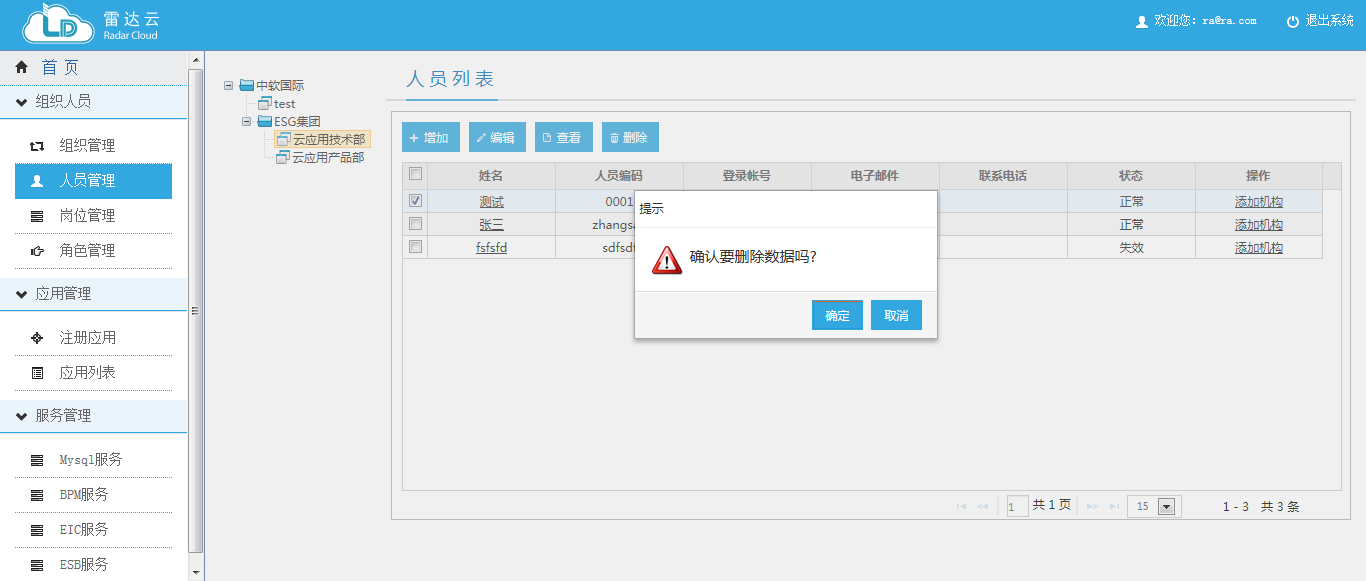 雷达云
Radar Cloud
欢迎您: ra@ra.com
退出系统
首 页
组织人员
组织管理
人员管理
岗位管理
角色管理
应用管理
注册应用
应用列表
服务管理
Mysql服务
BPM服务
EIC服务
ESB服务
中软国际
test
ESG集团
云应用技术部
云应用产品部
人员列表
增加 编辑 查看 删除
姓名 人员编码 登录帐号 电子邮件 联系电话 状态 操作
测试 0001 正常 添加机构
张三 正常 添加机构
fsfsfd 失效 添加机构
提示
确认要删除数据吗?
确定 取消
1 共 1 页 15 1 - 3 共 3 条